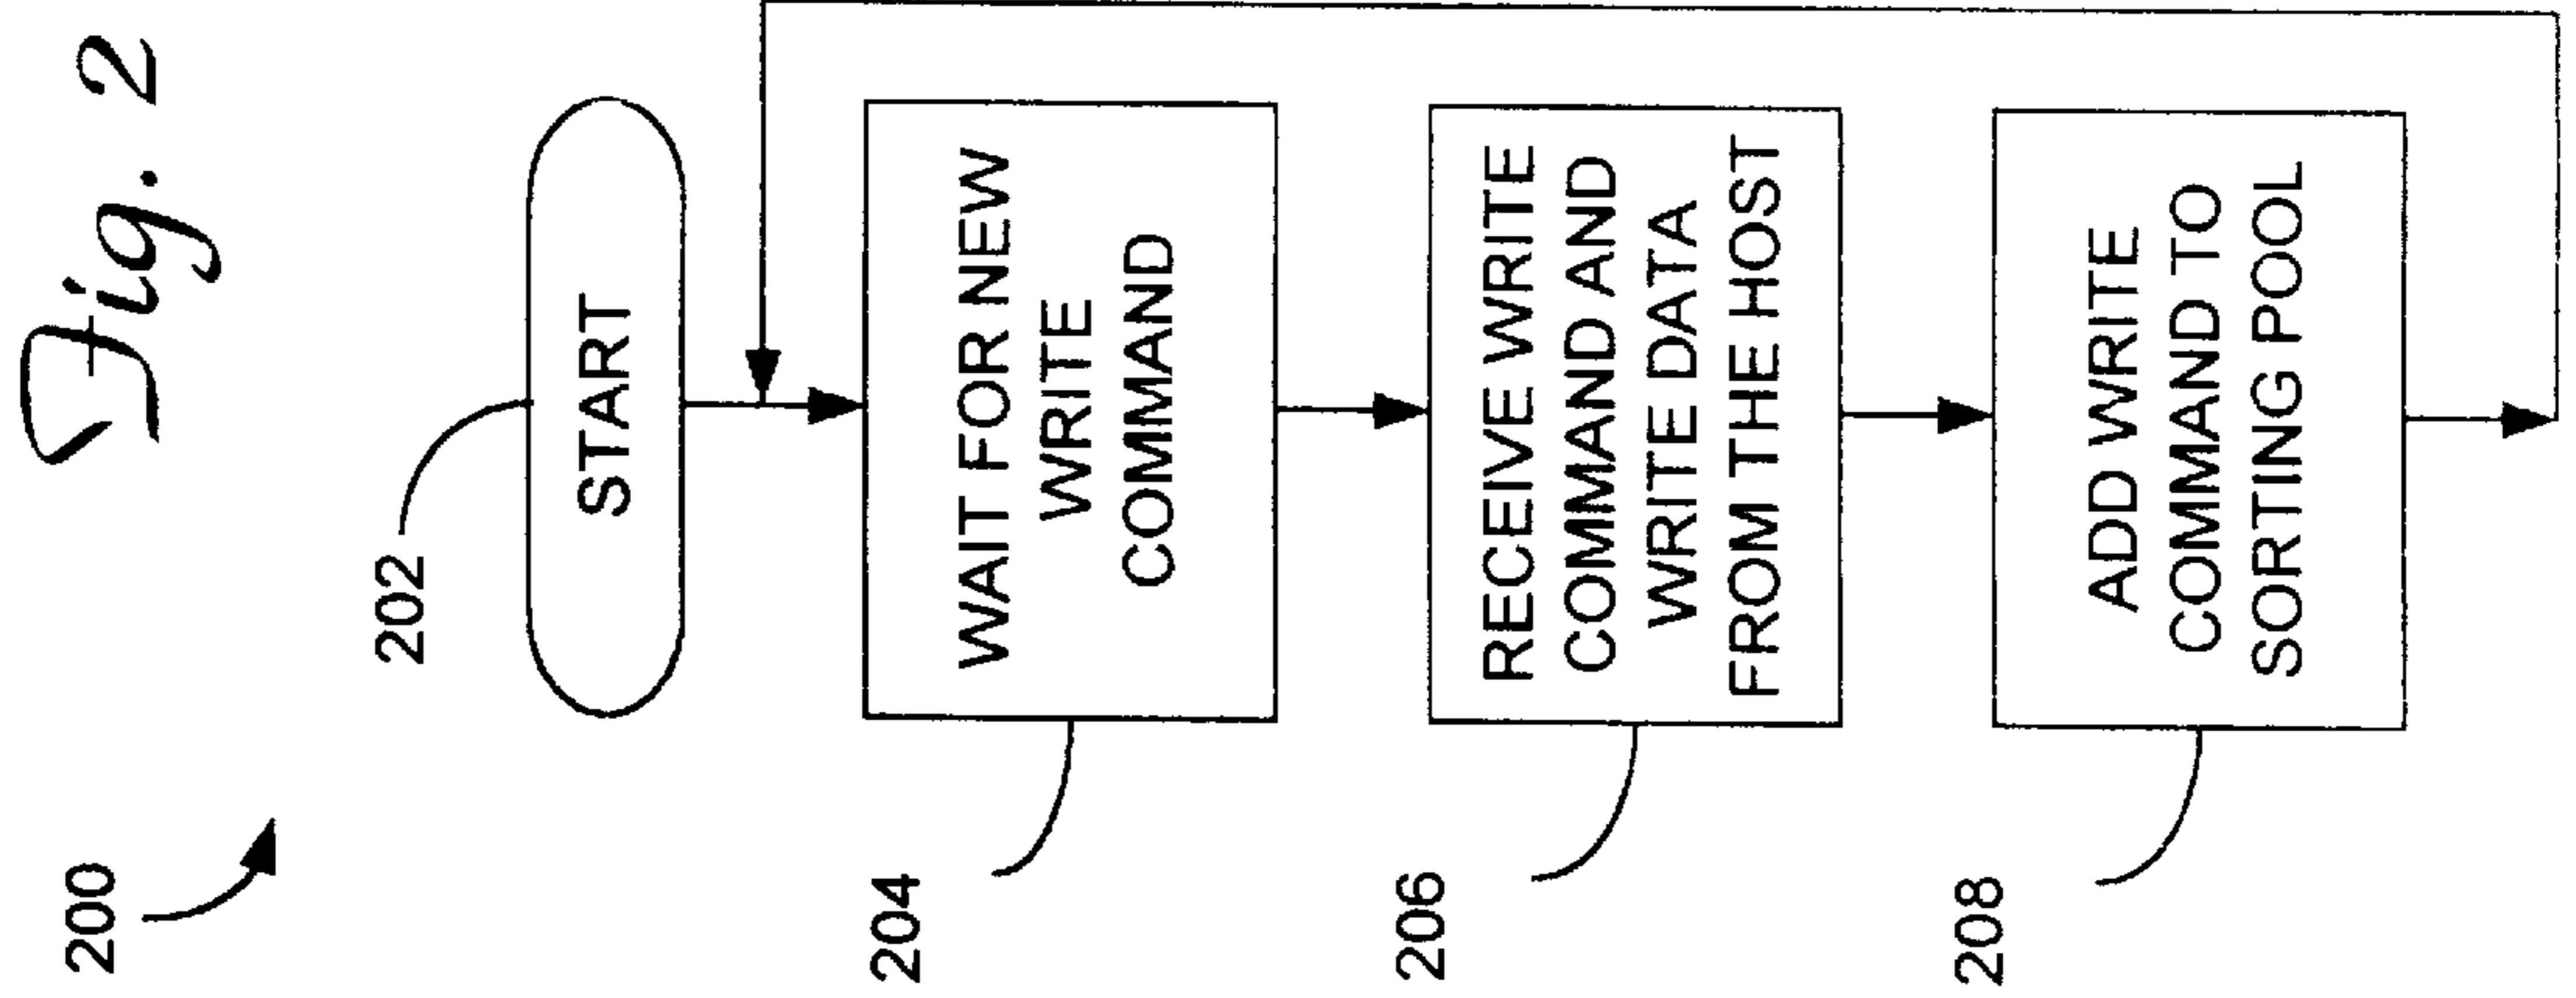 Fig. 2
200
202
START
204
WAIT FOR NEW
WRITE
COMMAND
206
RECEIVE WRITE
COMMAND AND
WRITE DATA
FROM THE HOST
208
ADD WRITE
COMMAND TO
SORTING POOL